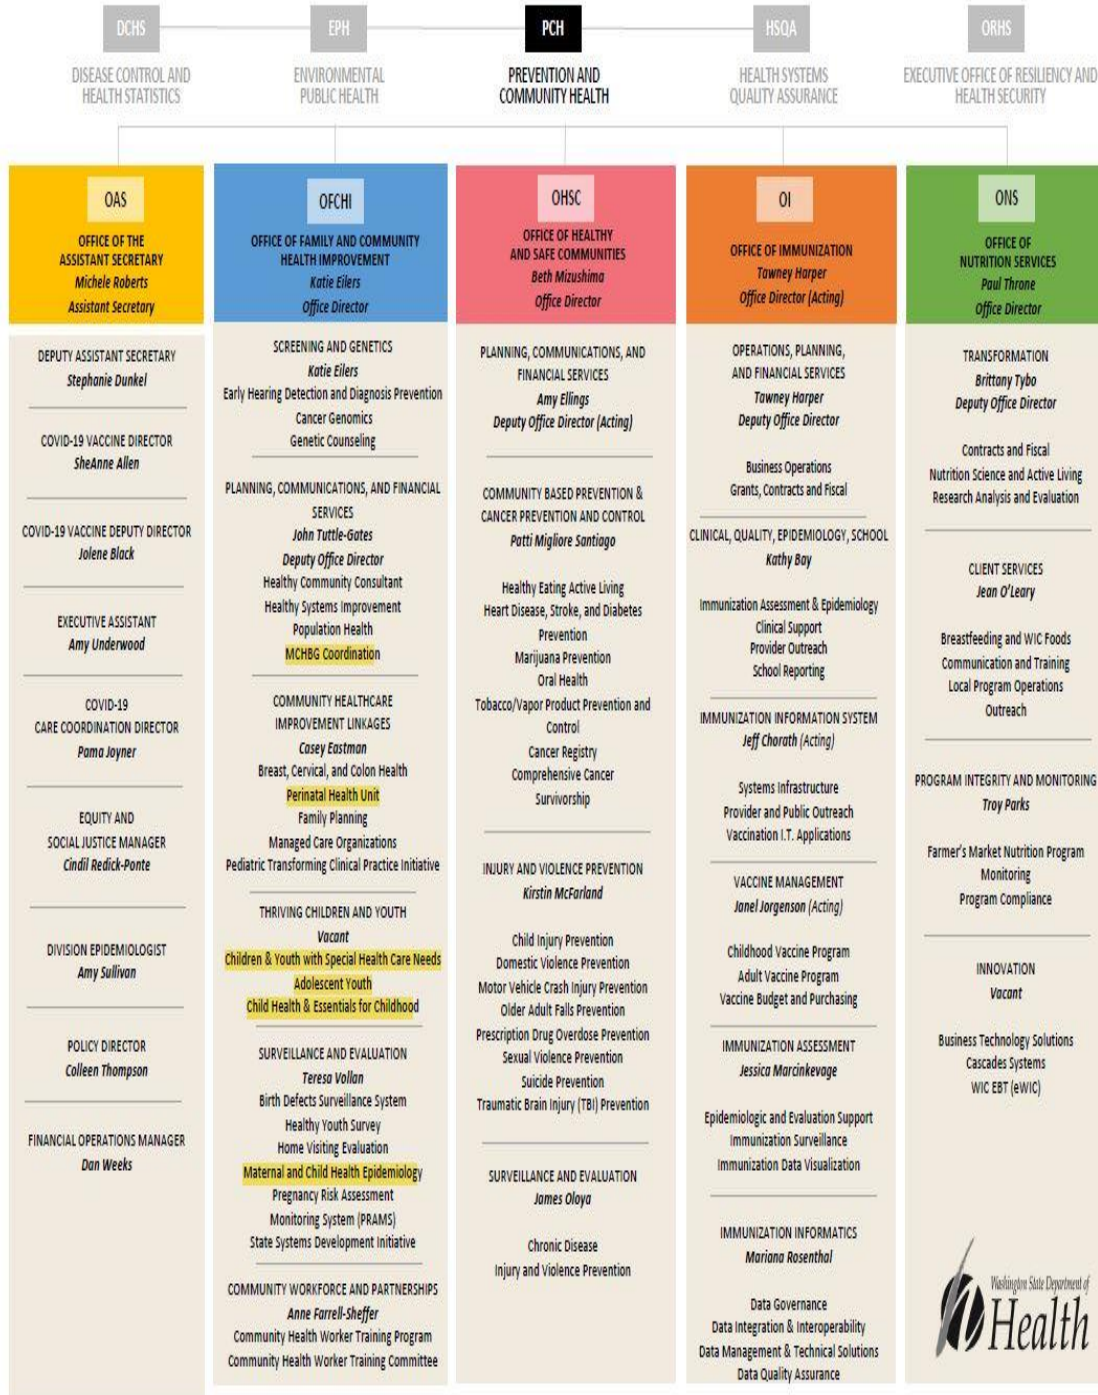 DCHS
EPH
PCH
HSQA
ORHS
DISEASE CONTROL AND
HEALTH STATISTICS
ENVIRONMENTAL
PUBLIC HEALTH
PREVENTION AND
COMMUNITY HEALTH
HEALTH SYSTEMS
QUALITY ASSURANCE
EXECUTIVE OFFICE OF RESILIENCY AND
HEALTH SECURITY
OAS
OFFICE OF THE
ASSISTANT SECRETARY
Michele Roberts
Assistant Secretary
DEPUTY ASSISTANT SECRETARY
Stephanie Dunkel
COVID-19 VACCINE DIRECTOR
SheAnne Allen
COVID-19 VACCINE DEPUTY DIRECTOR
Jolene Black
EXECUTIVE ASSISTANT
Amy Underwood
COVID-19
CARE COORDINATION DIRECTOR
Pama Joyner
EQUITY AND
SOCIAL JUSTICE MANAGER
Cindil Redick-Ponte
DIVISION EPIDEMIOLOGIST
Amy Sullivan
POLICY DIRECTOR
Colleen Thompson
FINANCIAL OPERATIONS MANAGER
Dan Weeks
OFCHI
OFFICE OF FAMILY AND COMMUNITY
HEALTH IMPROVEMENT
Katie Eilers
Office Director
SCREENING AND GENETICS
Katie Eilers
Early Hearing Detection and Diagnosis Prevention
Cancer Genomics
Genetic Counseling
PLANNING, COMMUNICATIONS, AND FINANCIAL
SERVICES
John Tuttle-Gates
Deputy Office Director
Healthy Community Consultant
Healthy Systems Improvement
Population Health
MCHBG Coordination
COMMUNITY HEALTHCARE
IMPROVEMENT LINKAGES
Casey Eastman
Breast, Cervical, and Colon Health
Perinatal Health Unit
Family Planning
Managed Care Organizations
Pediatric Transforming Clinical Practice Initiative
THRIVING CHILDREN AND YOUTH
Vacant
Children & Youth with Special Health Care Needs
Adolescent Youth
Child Health & Essentials for Childhood
SURVEILLANCE AND EVALUATION
Teresa Vollan
Birth Defects Surveillance System
Healthy Youth Survey
Home Visiting Evaluation
Maternal and Child Health Epidemiology
Pregnancy Risk Assessment
Monitoring System (PRAMS)
State Systems Development Initiative
COMMUNITY WORKFORCE AND PARTNERSHIPS
Anne Farrell-Sheffer
Community Health Worker Training Program
Community Health Worker Training Committee
OHSC
OFFICE OF HEALTHY
AND SAFE COMMUNITIES
Beth Mizushima
Office Director
PLANNING, COMMUNICATIONS, AND
FINANCIAL SERVICES
Amy Ellings
Deputy Office Director (Acting)
COMMUNITY BASED PREVENTION &
CANCER PREVENTION AND CONTROL
Patti Migliore Santiago
Healthy Eating Active Living
Heart Disease, Stroke, and Diabetes
Prevention
Marijuana Prevention
Oral Health
Tobacco/Vapor Product Prevention and
Control
Cancer Registry
Comprehensive Cancer
Survivorship
INJURY AND VIOLENCE PREVENTION
Kirstin McFarland
Child Injury Prevention
Domestic Violence Prevention
Motor Vehicle Crash Injury Prevention
Older Adult Falls Prevention
Prescription Drug Overdose Prevention
Sexual Violence Prevention
Suicide Prevention
Traumatic Brain Injury (TBI) Prevention
SURVEILLANCE AND EVALUATION
James Oloya
Chronic Disease
Injury and Violence Prevention
OI
OFFICE OF IMMUNIZATION
Tawney Harper
Office Director (Acting)
OPERATIONS, PLANNING,
AND FINANCIAL SERVICES
Tawney Harper
Deputy Office Director
Business Operations
Grants, Contracts and Fiscal
CLINICAL, QUALITY, EPIDEMIOLOGY, SCHOOL
Kathy Bay
Immunization Assessment & Epidemiology
Clinical Support
Provider Outreach
School Reporting
IMMUNIZATION INFORMATION SYSTEM
Jeff Chorath (Acting)
Systems Infrastructure
Provider and Public Outreach
Vaccination I.T. Applications
VACCINE MANAGEMENT
Janel Jorgenson (Acting)
Childhood Vaccine Program
Adult Vaccine Program
Vaccine Budget and Purchasing
IMMUNIZATION ASSESSMENT
Jessica Marcinkevage
Epidemiologic and Evaluation Support
Immunization Surveillance
Immunization Data Visualization
IMMUNIZATION INFORMATICS
Mariana Rosenthal
Data Governance
Data Integration & Interoperability
Data Management & Technical Solutions
Data Quality Assurance
ONS
OFFICE OF
NUTRITION SERVICES
Paul Throne
Office Director
TRANSFORMATION
Brittany Tybo
Deputy Office Director
Contracts and Fiscal
Nutrition Science and Active Living
Research Analysis and Evaluation
CLIENT SERVICES
Jean O'Leary
Breastfeeding and WIC Foods
Communication and Training
Local Program Operations
Outreach
PROGRAM INTEGRITY AND MONITORING
Troy Parks
Farmer's Market Nutrition Program
Monitoring
Program Compliance
INNOVATION
Vacant
Business Technology Solutions
Cascades Systems
WIC EBT (eWIC)
Washington State Department of
Health